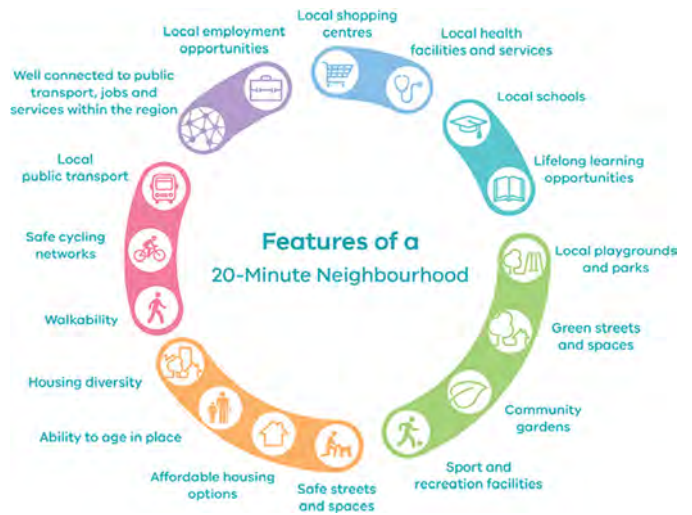 Local shopping
centres
Local health
facilities and services
Local schools
Lifelong learning
opportunities
Local playgrounds
and parks
Green streets
and spaces
Community
gardens
Sport and
recreation facilities
Safe streets
and spaces
Affordable housing
options
Ability to age in place
Housing diversity
Walkability
Safe cycling
networks
Local
public transport
Well connected to public
transport, jobs and
services within the region
Local employment
opportunities
Features of a
20-Minute Neighbourhood